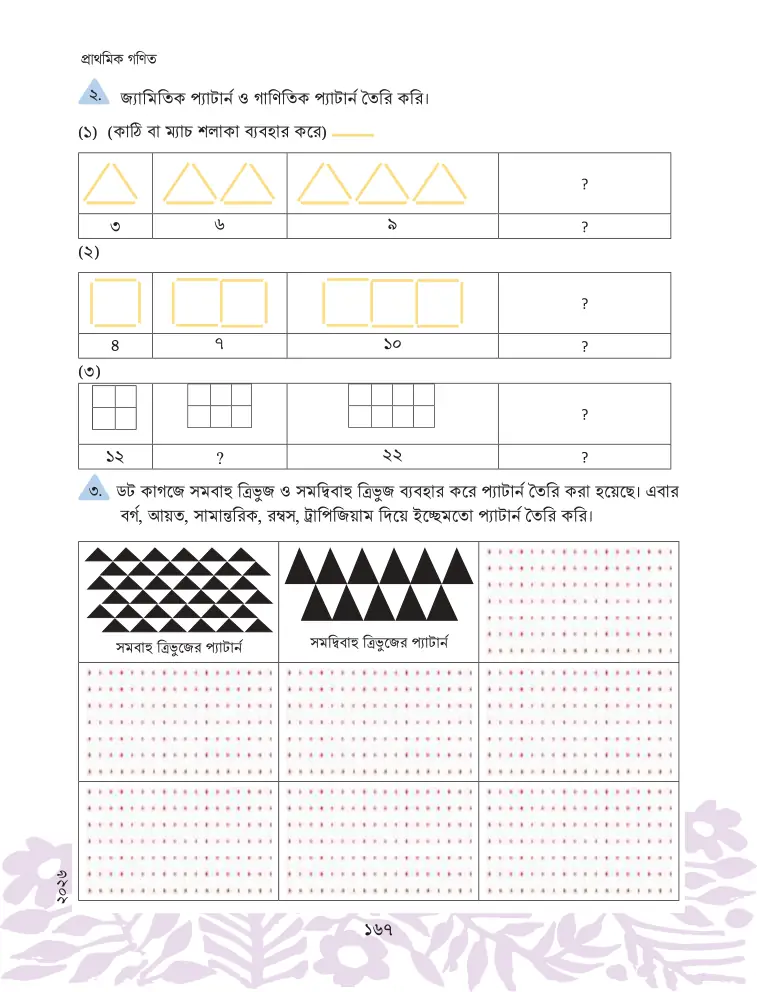 প্রাথমিক গণিত
২. জ্যামিতিক প্যাটার্ন ও গাণিতিক প্যাটার্ন তৈরি করি।
(১) (কাঠি বা ম্যাচ শলাকা ব্যবহার করে)
?
৩ ৬ ৯ ?
(২)
?
৪ ৭ ১০ ?
(৩)
?
১২ ? ২২ ?
৩. ডট কাগজে সমবাহু ত্রিভুজ ও সমদ্বিবাহু ত্রিভুজ ব্যবহার করে প্যাটার্ন তৈরি করা হয়েছে। এবার
বর্গ, আয়ত, সামান্তরিক, রম্বস, ট্রাপিজিয়াম দিয়ে ইচ্ছেমতো প্যাটার্ন তৈরি করি।
সমবাহু ত্রিভুজের প্যাটার্ন
সমদ্বিবাহু ত্রিভুজের প্যাটার্ন
২০২৬
১৬৭